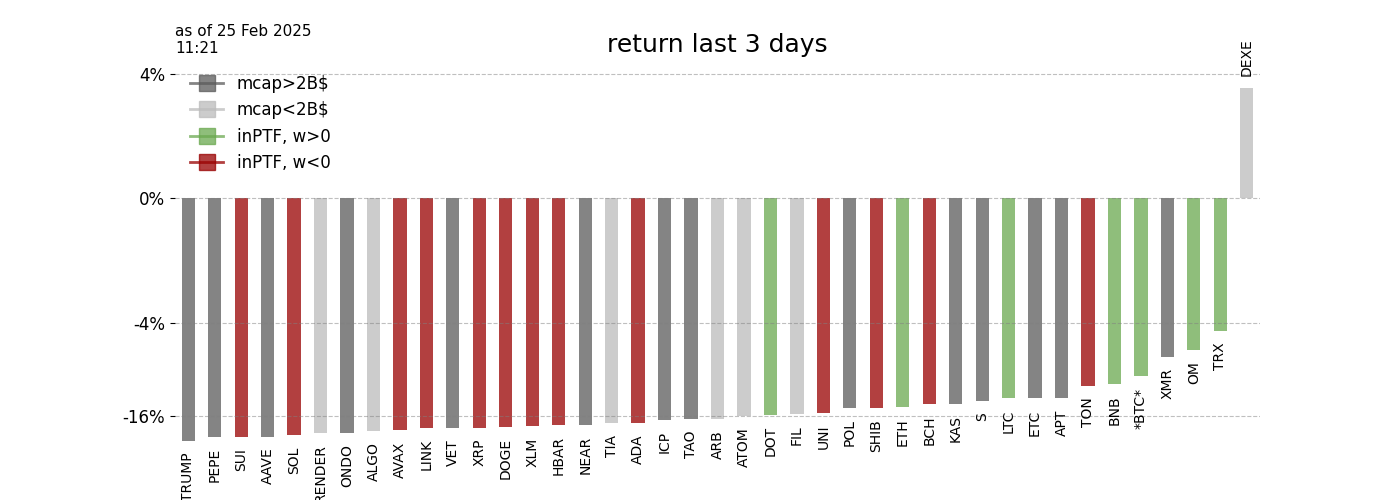 as of 25 Feb 2025
11:21
return last 3 days
mcap>2B$
mcap<2B$
inPTF, w>0
inPTF, w<0
4%
0%
-4%
-16%
TRUMP
PEPE
SUI
AAVE
SOL
RENDER
ONDO
ALGO
AVAX
LINK
VET
XRP
DOGE
XLM
HBAR
NEAR
TIA
ADA
ICP
TAO
ARB
ATOM
DOT
FIL
UNI
POL
SHIB
ETH
BCH
KAS
S
LTC
ETC
APT
TON
BNB
*BTC*
XMR
OM
TRX
DEXE